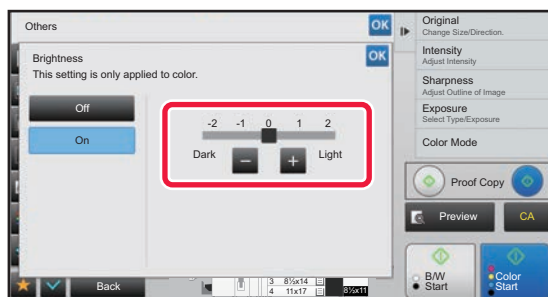 Others
OK
Brightness
OK
This setting is only applied to color.
Off
On
-2 -1 0 1 2
Dark
Light
Original
Change Size/Direction.
Intensity
Adjust Intensity
Sharpness
Adjust Outline of Image
Exposure
Select Type/Exposure
Color Mode
Proof Copy
Preview
CA
B/W
Start
Color
Start
Back
3 8½x14
4 11x17
8½x11